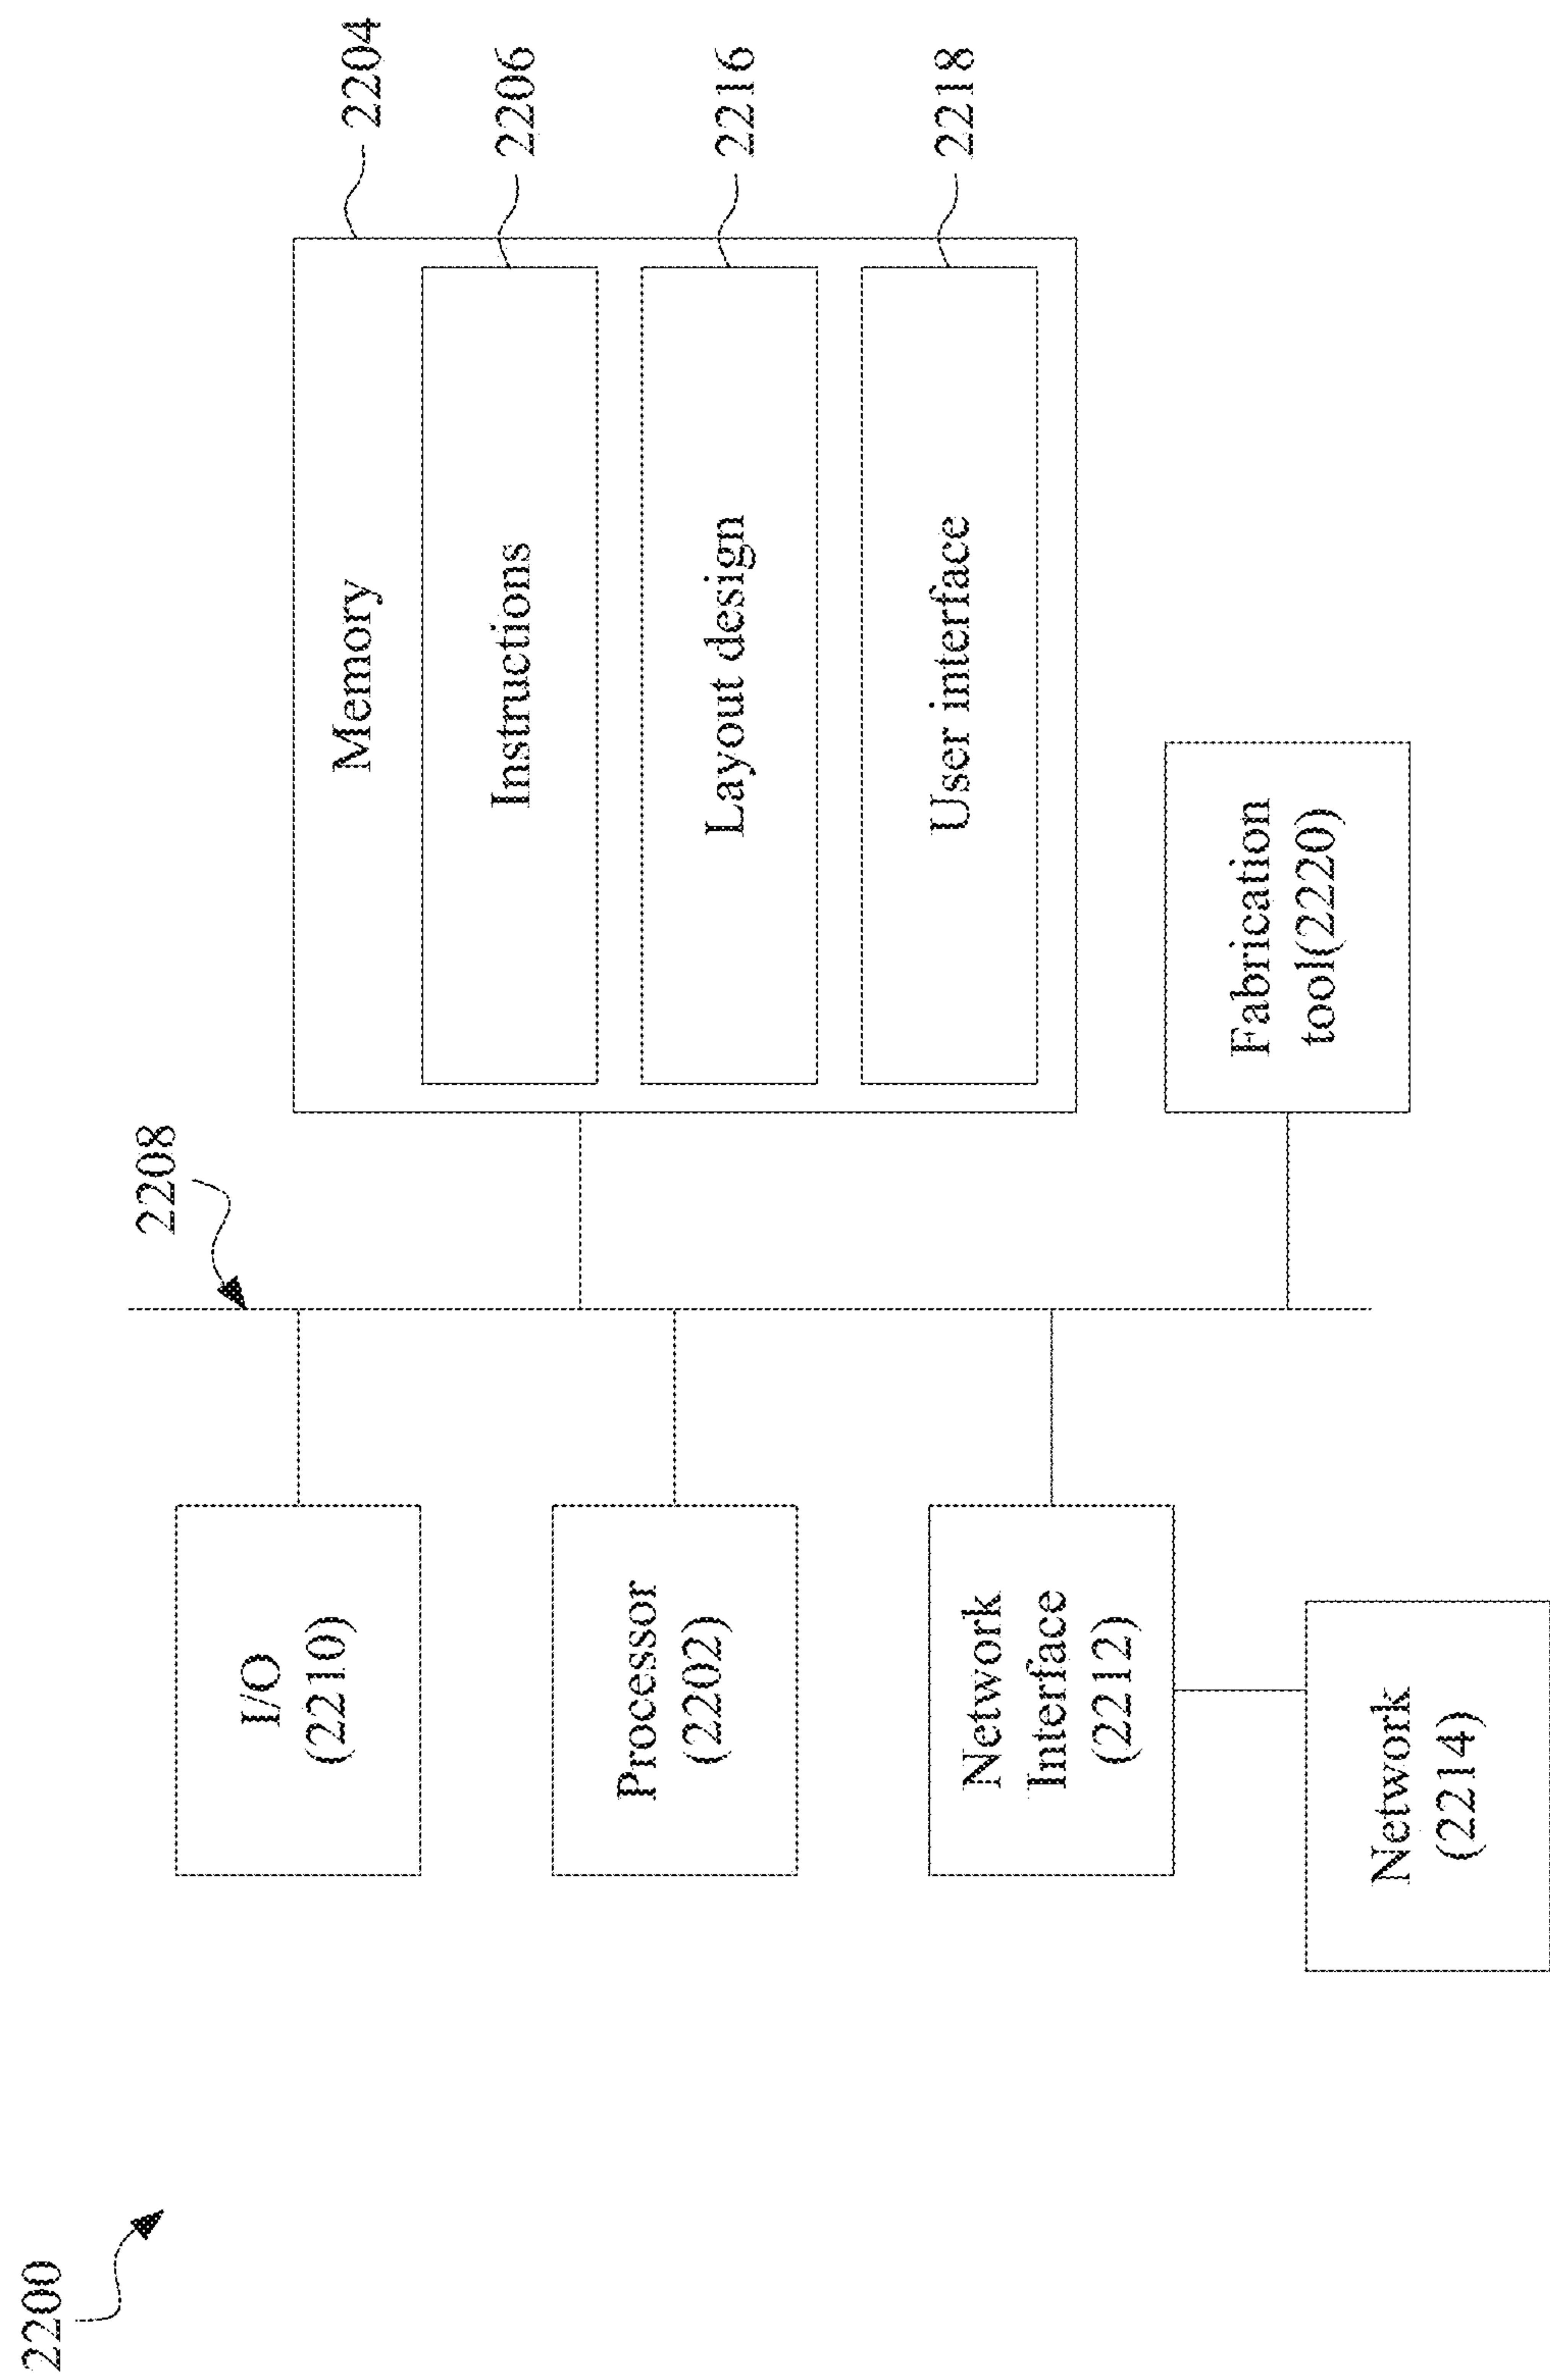 2200
2208
2204
I/O
(2210)
Memory
Instructions
2206
Processor
(2202)
Layout design
2216
User interface
2218
Network
Interface
(2212)
Fabrication
tool(2220)
Network
(2214)